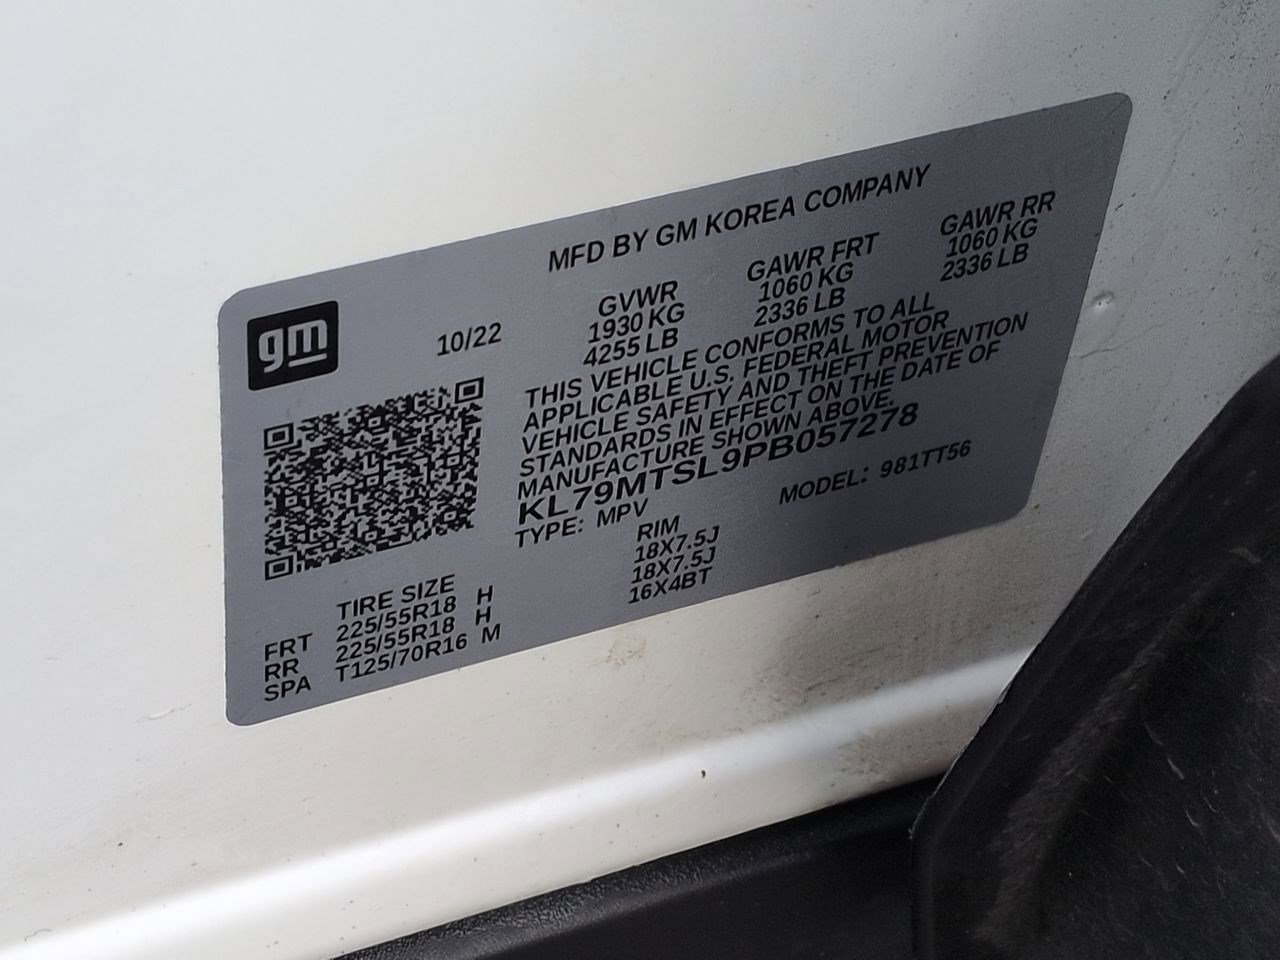 MFD BY GM KOREA COMPANY
gm
10/22
GVWR GAWR FRT GAWR RR
1930 KG 1060 KG 1060 KG
4255 LB 2336 LB 2336 LB
THIS VEHICLE CONFORMS TO ALL
APPLICABLE U.S. FEDERAL MOTOR
VEHICLE SAFETY AND THEFT PREVENTION
STANDARDS IN EFFECT ON THE DATE OF
MANUFACTURE SHOWN ABOVE.
KL79MTSL9PB057278
TYPE: MPV MODEL: 981TT56
TIRE SIZE RIM
FRT 225/55R18 H 18X7.5J
RR 225/55R18 H 18X7.5J
SPA T125/70R16 M 16X4BT